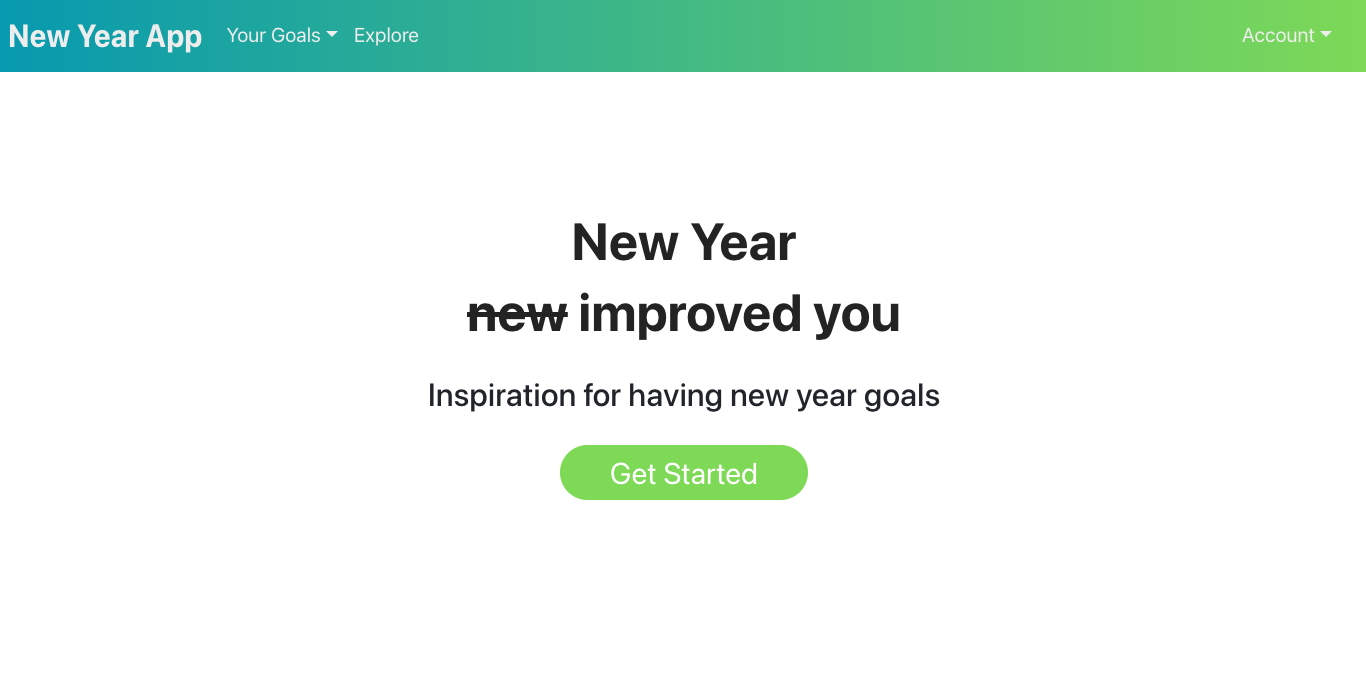 New Year App Your Goals Explore Account
New Year
new improved you
Inspiration for having new year goals
Get Started